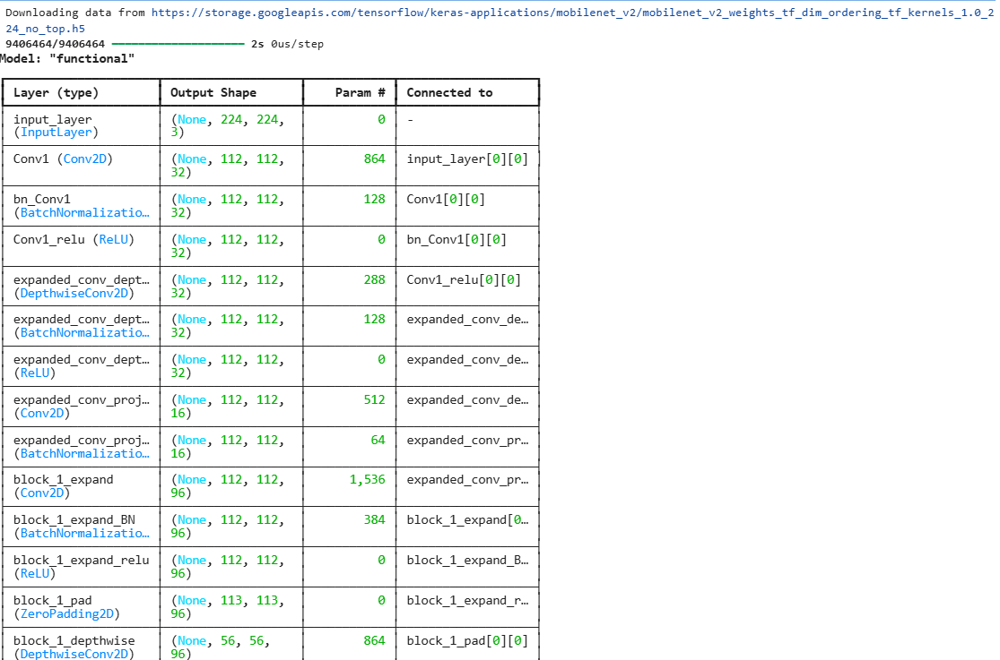 Downloading data from https://storage.googleapis.com/tensorflow/keras-applications/mobilenet_v2/mobilenet_v2_weights_tf_dim_ordering_tf_kernels_1.0_2
24_no_top.h5
9406464/9406464 ━━━━━━━━━━━━━━━━━━━━ 2s 0us/step
Model: "functional"
Layer (type) Output Shape Param # Connected to
input_layer (None, 224, 224, 0 -
(InputLayer) 3)
Conv1 (Conv2D) (None, 112, 112, 864 input_layer[0][0]
32)
bn_Conv1 (None, 112, 112, 128 Conv1[0][0]
(BatchNormalizatio… 32)
Conv1_relu (ReLU) (None, 112, 112, 0 bn_Conv1[0][0]
32)
expanded_conv_dept… (None, 112, 112, 288 Conv1_relu[0][0]
(DepthwiseConv2D) 32)
expanded_conv_dept… (None, 112, 112, 128 expanded_conv_de…
(BatchNormalizatio… 32)
expanded_conv_dept… (None, 112, 112, 0 expanded_conv_de…
(ReLU) 32)
expanded_conv_proj… (None, 112, 112, 512 expanded_conv_de…
(Conv2D) 16)
expanded_conv_proj… (None, 112, 112, 64 expanded_conv_pr…
(BatchNormalizatio… 16)
block_1_expand (None, 112, 112, 1,536 expanded_conv_pr…
(Conv2D) 96)
block_1_expand_BN (None, 112, 112, 384 block_1_expand[0…
(BatchNormalizatio… 96)
block_1_expand_relu (None, 112, 112, 0 block_1_expand_B…
(ReLU) 96)
block_1_pad (None, 113, 113, 0 block_1_expand_r…
(ZeroPadding2D) 96)
block_1_depthwise (None, 56, 56, 864 block_1_pad[0][0]
(DepthwiseConv2D) 96)